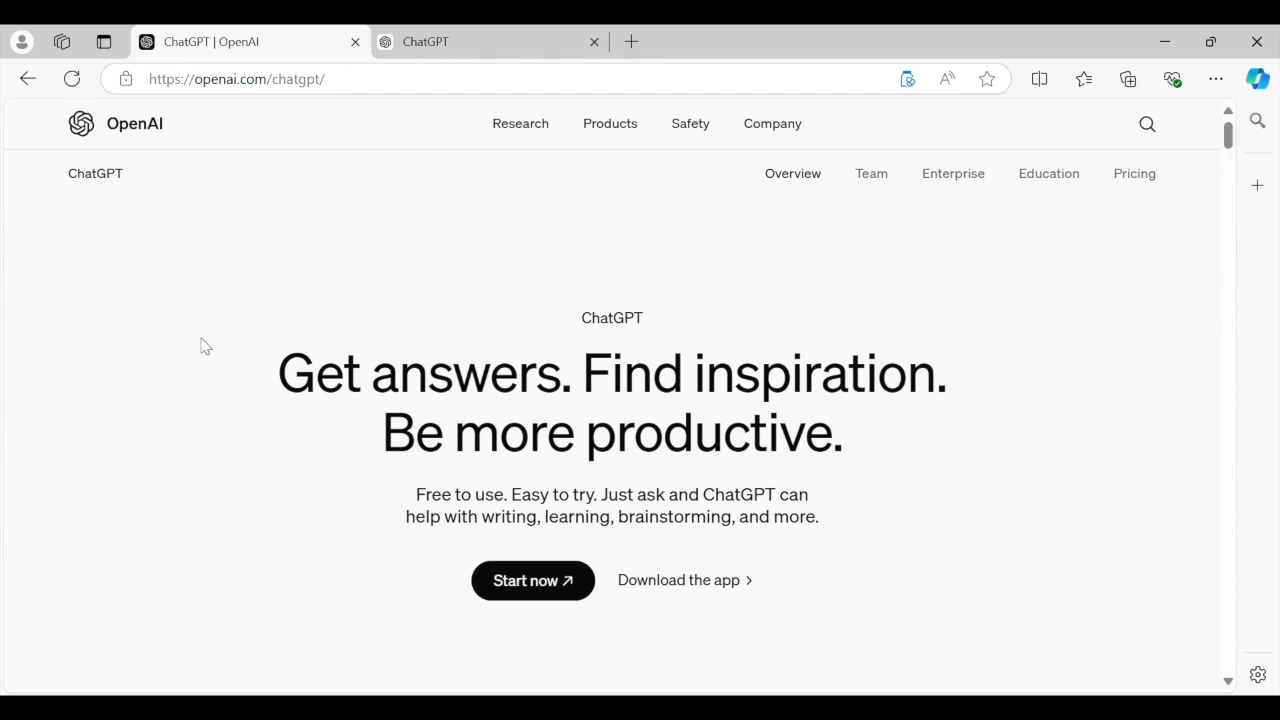 ChatGPT | OpenAI
ChatGPT
https://openai.com/chatgpt/
OpenAI
Research
Products
Safety
Company
ChatGPT
Overview
Team
Enterprise
Education
Pricing
ChatGPT
Get answers. Find inspiration.
Be more productive.
Free to use. Easy to try. Just ask and ChatGPT can
help with writing, learning, brainstorming, and more.
Start now ↗
Download the app >